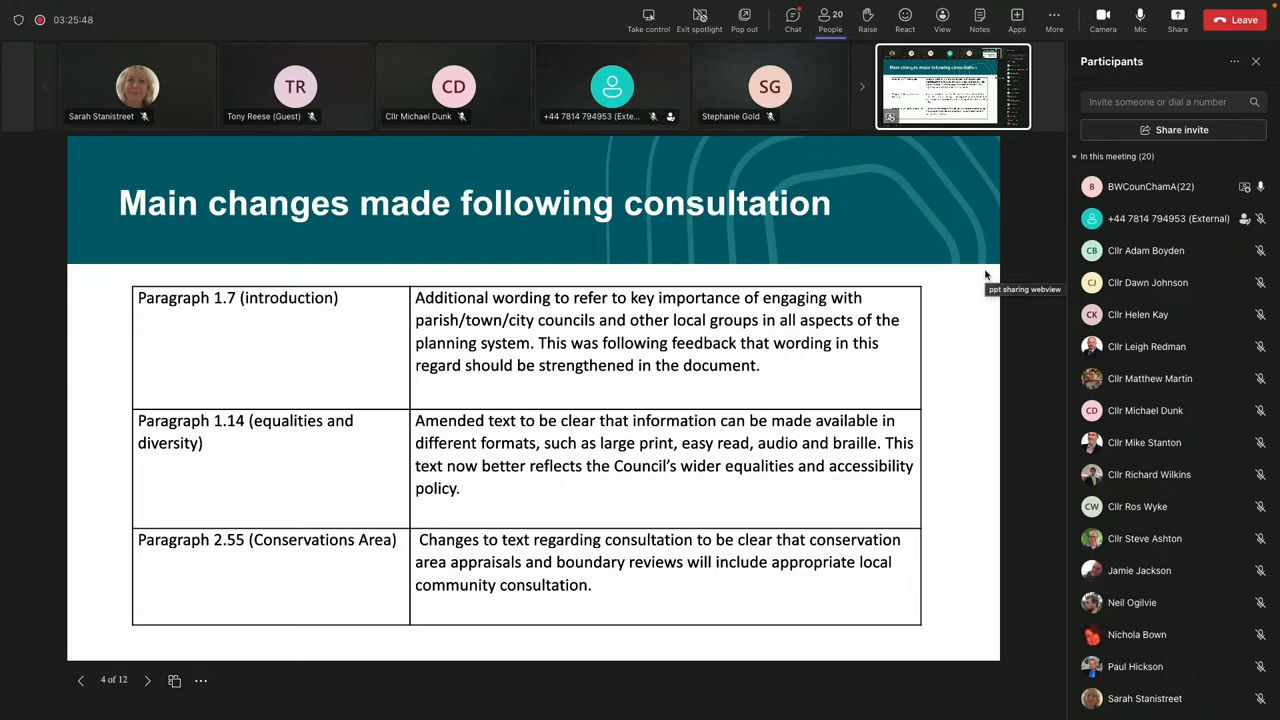 03:25:48
Take control
Exit spotlight
Pop out
Chat
20
People
Raise
React
View
Notes
Apps
More
Camera
Mic
Share
Leave
Sarah Stanistreet
TR
Tony Reese (Guest)
CD
Cllr Michael Dunk
+44 7814 794953 (Exte...
SG
Stephanie Gold
Main changes made following consultation
Main changes made following consultation
Paragraph 1.7 (introduction)
Additional wording to refer to key importance of engaging with
parish/town/city councils and other local groups in all aspects of the
planning system. This was following feedback that wording in this
regard should be strengthened in the document.
Paragraph 1.14 (equalities and
diversity)
Amended text to be clear that information can be made available in
different formats, such as large print, easy read, audio and braille. This
text now better reflects the Council's wider equalities and accessibility
policy.
Paragraph 2.55 (Conservations Area)
Changes to text regarding consultation to be clear that conservation
area appraisals and boundary reviews will include appropriate local
community consultation.
ppt sharing webview
4 of 12
Participants
Invite someone or dial a number
Share invite
In this meeting (20)
B
BWCounChamA(22)
+44 7814 794953 (External)
CB
Cllr Adam Boyden
CJ
Cllr Dawn Johnson
CK
Cllr Helen Kay
Cllr Leigh Redman
Cllr Matthew Martin
CD
Cllr Michael Dunk
Cllr Mike Stanton
Cllr Richard Wilkins
CW
Cllr Ros Wyke
Cllr Steve Ashton
Jamie Jackson
Neil Ogilvie
Nichola Bown
Paul Hickson
Sarah Stanistreet